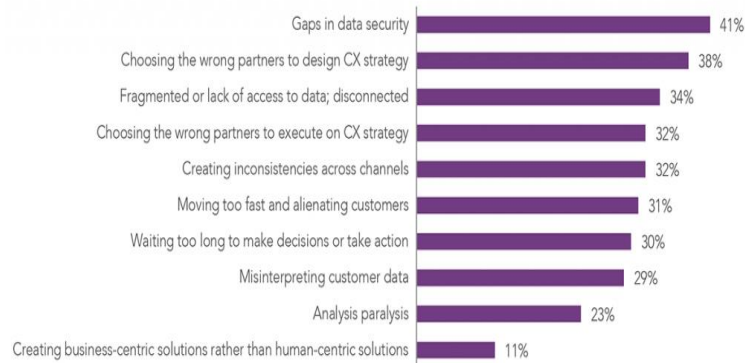 Gaps in data security 41%
Choosing the wrong partners to design CX strategy 38%
Fragmented or lack of access to data; disconnected 34%
Choosing the wrong partners to execute on CX strategy 32%
Creating inconsistencies across channels 32%
Moving too fast and alienating customers 31%
Waiting too long to make decisions or take action 30%
Misinterpreting customer data 29%
Analysis paralysis 23%
Creating business-centric solutions rather than human-centric solutions 11%